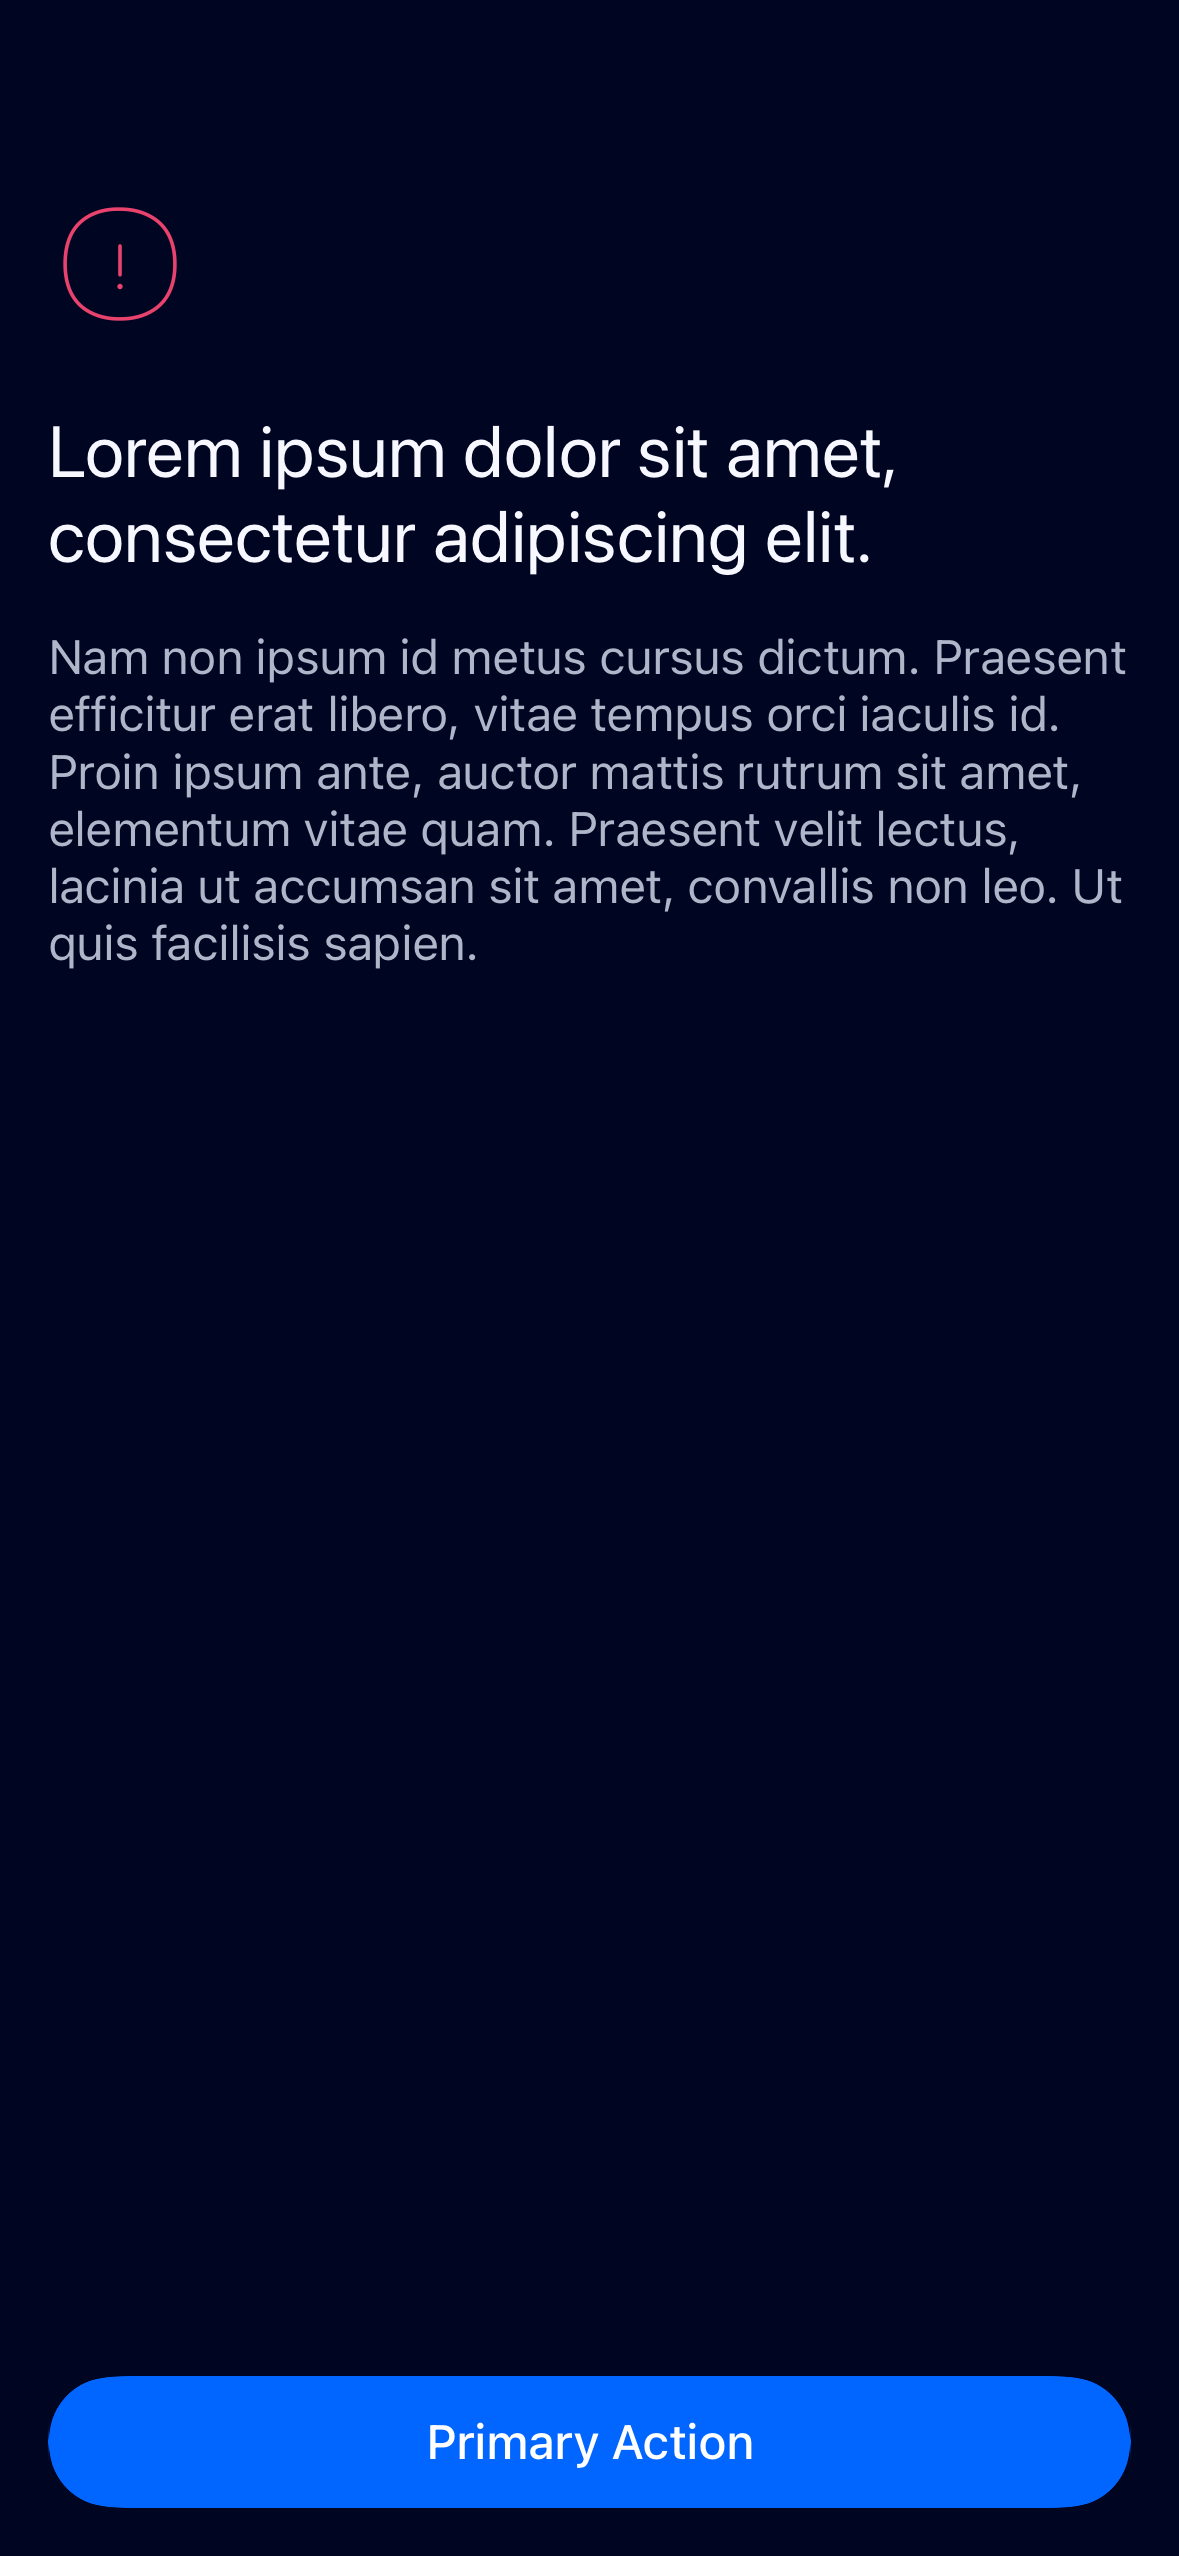 Lorem ipsum dolor sit amet,
consectetur adipiscing elit.
Nam non ipsum id metus cursus dictum. Praesent
efficitur erat libero, vitae tempus orci iaculis id.
Proin ipsum ante, auctor mattis rutrum sit amet,
elementum vitae quam. Praesent velit lectus,
lacinia ut accumsan sit amet, convallis non leo. Ut
quis facilisis sapien.
Primary Action